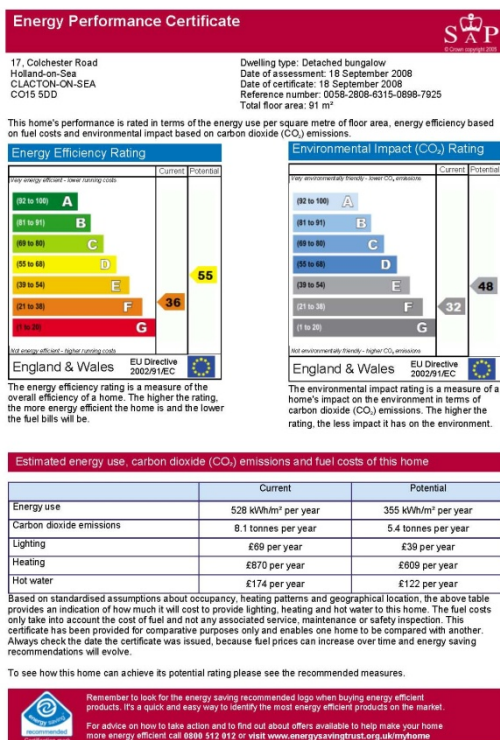 Energy Performance Certificate
SAP
© Crown copyright 2005
17, Colchester Road
Holland-on-Sea
CLACTON-ON-SEA
CO15 5DD
Dwelling type: Detached bungalow
Date of assessment: 18 September 2008
Date of certificate: 18 September 2008
Reference number: 0058-2808-6315-0898-7925
Total floor area: 91 m²
This home's performance is rated in terms of the energy use per square metre of floor area, energy efficiency based
on fuel costs and environmental impact based on carbon dioxide (CO₂) emissions.
Energy Efficiency Rating
Current Potential
Very energy efficient - lower running costs
(92 to 100) A
(81 to 91) B
(69 to 80) C
(55 to 68) D
(39 to 54) E
(21 to 38) F
(1 to 20) G
36
55
Not energy efficient - higher running costs
England & Wales
EU Directive
2002/91/EC
The energy efficiency rating is a measure of the
overall efficiency of a home. The higher the rating,
the more energy efficient the home is and the lower
the fuel bills will be.
Environmental Impact (CO₂) Rating
Current Potential
Very environmentally friendly - lower CO₂ emissions
(92 to 100) A
(81 to 91) B
(69 to 80) C
(55 to 68) D
(39 to 54) E
(21 to 38) F
(1 to 20) G
32
48
Not environmentally friendly - higher CO₂ emissions
England & Wales
EU Directive
2002/91/EC
The environmental impact rating is a measure of a
home's impact on the environment in terms of
carbon dioxide (CO₂) emissions. The higher the
rating, the less impact it has on the environment.
Estimated energy use, carbon dioxide (CO₂) emissions and fuel costs of this home
Current Potential
Energy use 528 kWh/m² per year 355 kWh/m² per year
Carbon dioxide emissions 8.1 tonnes per year 5.4 tonnes per year
Lighting £69 per year £39 per year
Heating £870 per year £609 per year
Hot water £174 per year £122 per year
Based on standardised assumptions about occupancy, heating patterns and geographical location, the above table
provides an indication of how much it will cost to provide lighting, heating and hot water to this home. The fuel costs
only take into account the cost of fuel and not any associated service, maintenance or safety inspection. This
certificate has been provided for comparative purposes only and enables one home to be compared with another.
Always check the date the certificate was issued, because fuel prices can increase over time and energy saving
recommendations will evolve.
To see how this home can achieve its potential rating please see the recommended measures.
energy saving
recommended
Remember to look for the energy saving recommended logo when buying energy efficient
products. It's a quick and easy way to identify the most energy efficient products on the market.
For advice on how to take action and to find out about offers available to help make your home
more energy efficient call 0800 512 012 or visit www.energysavingtrust.org.uk/myhome